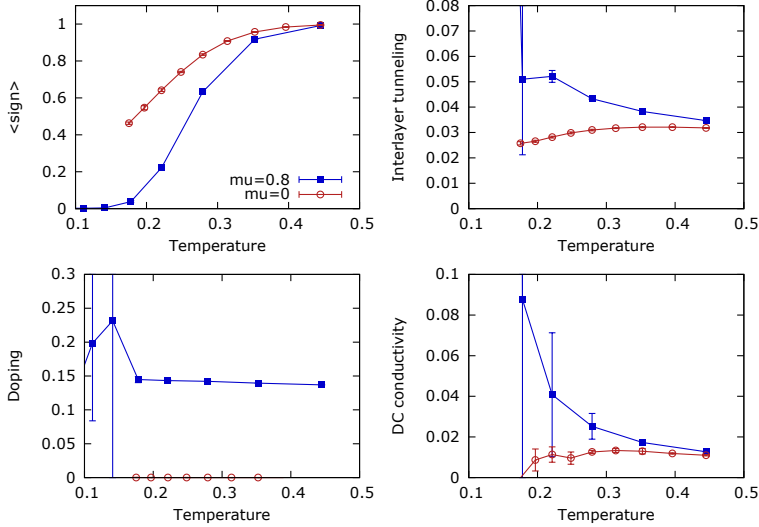 1
0.8
0.6
0.4
0.2
0
<sign>
mu=0.8
mu=0
0.1 0.2 0.3 0.4 0.5
Temperature
0.08
0.07
0.06
0.05
0.04
0.03
0.02
0.01
0
Interlayer tunneling
0.1 0.2 0.3 0.4 0.5
Temperature
0.3
0.25
0.2
0.15
0.1
0.05
0
Doping
0.1 0.2 0.3 0.4 0.5
Temperature
0.1
0.08
0.06
0.04
0.02
0
DC conductivity
0.1 0.2 0.3 0.4 0.5
Temperature